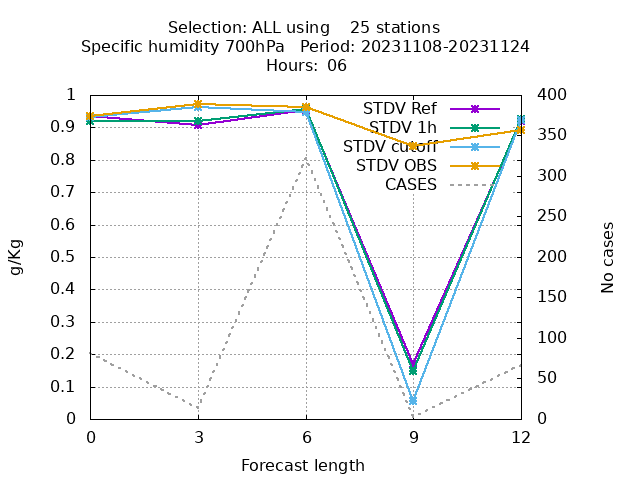 Selection: ALL using    25 stations
Specific humidity 700hPa   Period: 20231108-20231124
Hours:  06
1
0.9
0.8
0.7
0.6
0.5
0.4
0.3
0.2
0.1
0
g/Kg
STDV Ref
STDV 1h
STDV cutoff
STDV OBS
CASES
400
350
300
250
200
150
100
50
0
No cases
0 3 6 9 12
Forecast length